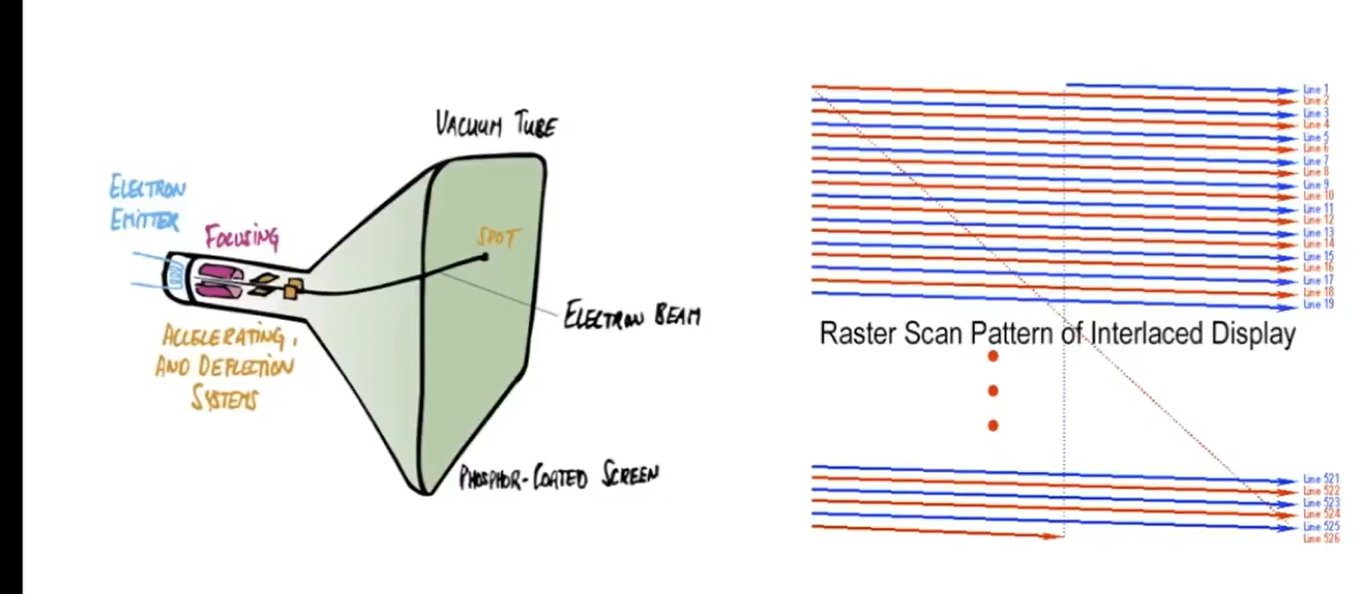 VACUUM TUBE
ELECTRON
EMITTER
FOCUSING
SPOT
ELECTRON BEAM
ACCELERATING,
AND DEFLECTION
SYSTEMS
PHOSPHOR-COATED SCREEN
Line 1
Line 2
Line 3
Line 4
Line 5
Line 6
Line 7
Line 8
Line 9
Line 10
Line 11
Line 12
Line 13
Line 14
Line 15
Line 16
Line 17
Line 18
Line 19
Raster Scan Pattern of Interlaced Display
Line 521
Line 522
Line 523
Line 524
Line 525
Line 526